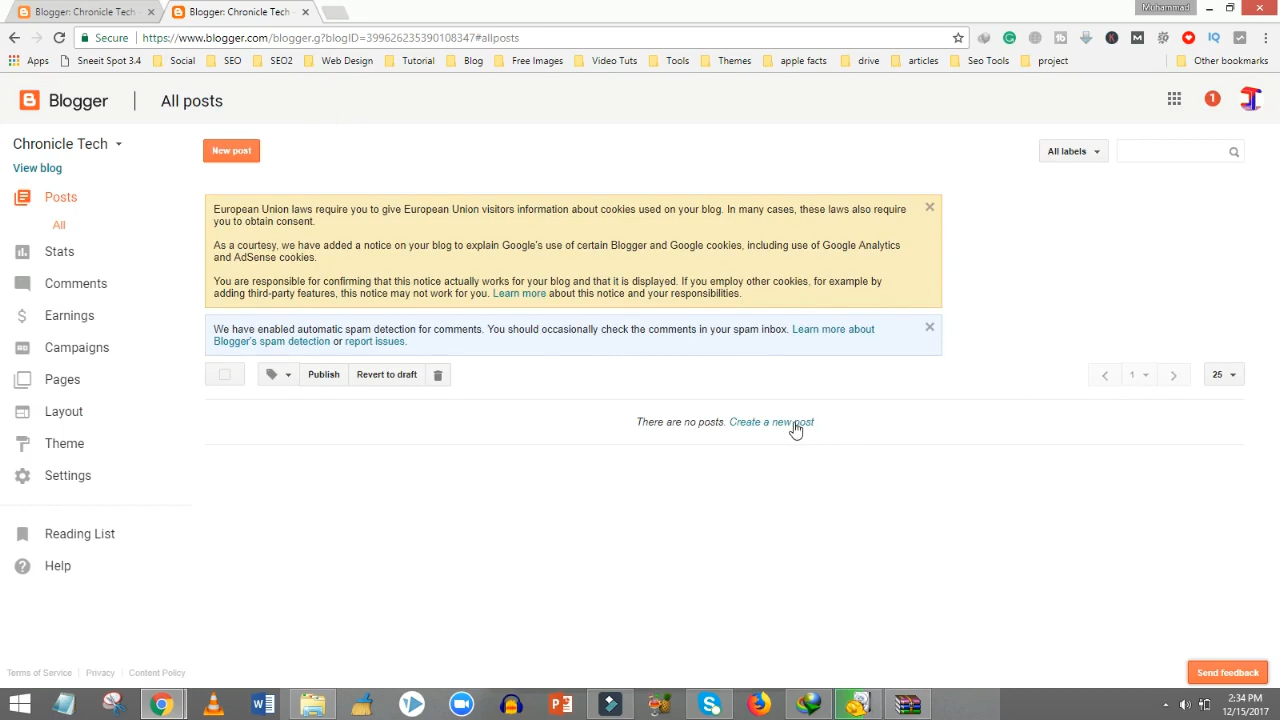 Blogger: Chronicle Tech -
Blogger: Chronicle Tech -
Muhammad
Secure
https://www.blogger.com/blogger.g?blogID=399626235390108347#allposts
Apps
Sneeit Spot 3.4
Social
SEO
SEO2
Web Design
Tutorial
Blog
Free Images
Video Tuts
Tools
Themes
apple facts
drive
articles
Seo Tools
project
Other bookmarks
Blogger
All posts
1
Chronicle Tech
View blog
Posts
All
Stats
Comments
Earnings
Campaigns
Pages
Layout
Theme
Settings
Reading List
Help
New post
All labels
European Union laws require you to give European Union visitors information about cookies used on your blog. In many cases, these laws also require
you to obtain consent.
As a courtesy, we have added a notice on your blog to explain Google's use of certain Blogger and Google cookies, including use of Google Analytics
and AdSense cookies.
You are responsible for confirming that this notice actually works for your blog and that it is displayed. If you employ other cookies, for example by
adding third-party features, this notice may not work for you. Learn more about this notice and your responsibilities.
We have enabled automatic spam detection for comments. You should occasionally check the comments in your spam inbox. Learn more about
Blogger's spam detection or report issues.
Publish
Revert to draft
1
25
There are no posts. Create a new post
Terms of Service
Privacy
Content Policy
Send feedback
2:34 PM
12/15/2017